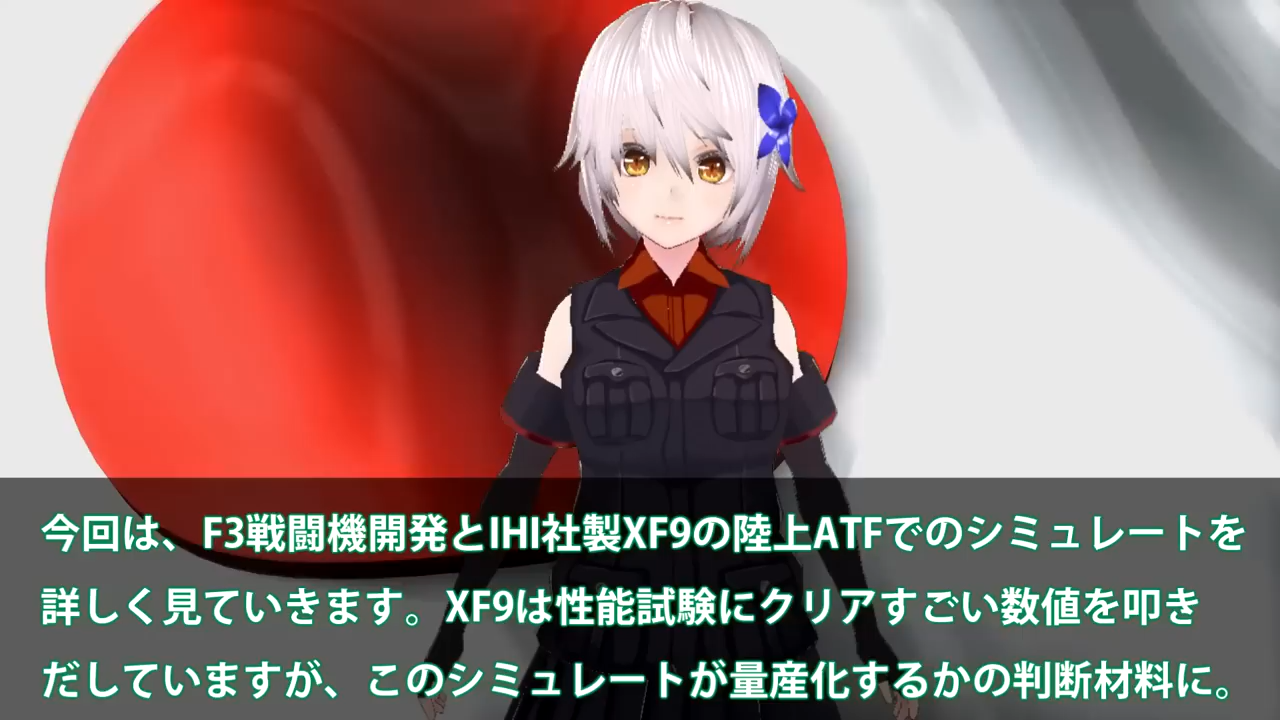 今回は、F3戦闘機開発とIHI社製XF9の陸上ATFでのシミュレートを
詳しく見ていきます。XF9は性能試験にクリアすごい数値を叩き
だしていますが、このシミュレートが量産化するかの判断材料に。